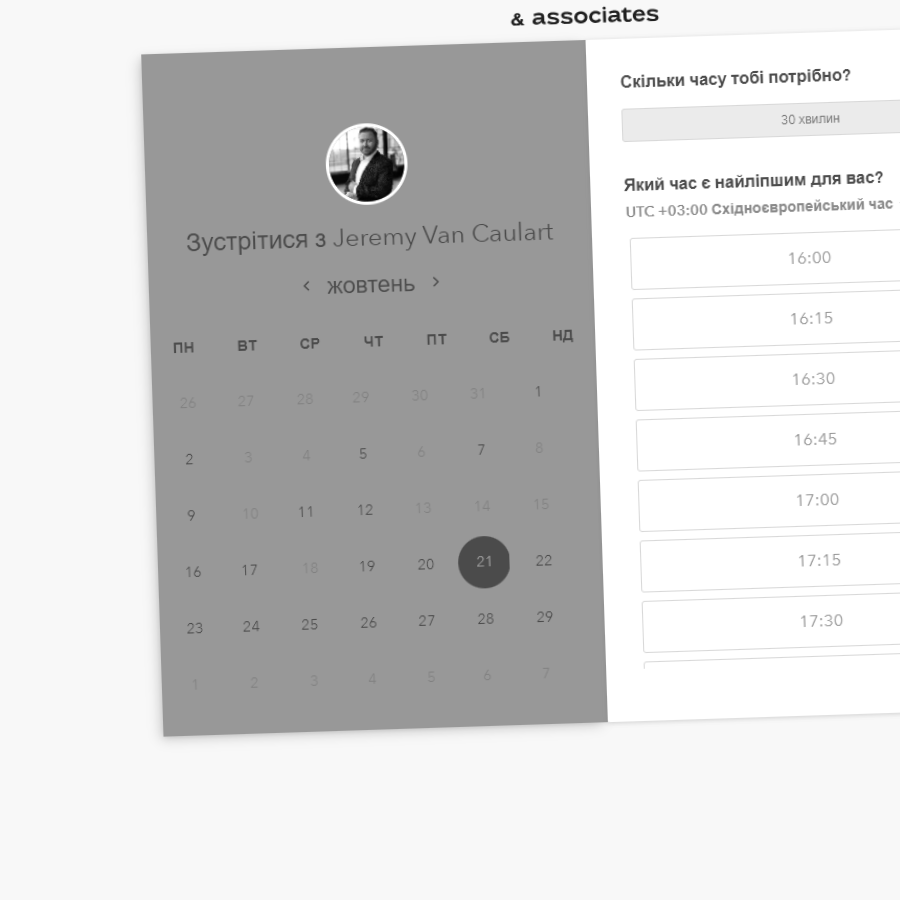 & associates
Зустрітися з Jeremy Van Caulart
жовтень
ПН ВТ СР ЧТ ПТ СБ НД
26 27 28 29 30 31 1
2 3 4 5 6 7 8
9 10 11 12 13 14 15
16 17 18 19 20 21 22
23 24 25 26 27 28 29
1 2 3 4 5 6 7
Скільки часу тобі потрібно?
30 хвилин
Який час є найліпшим для вас?
UTC +03:00 Східноєвропейський час
16:00
16:15
16:30
16:45
17:00
17:15
17:30